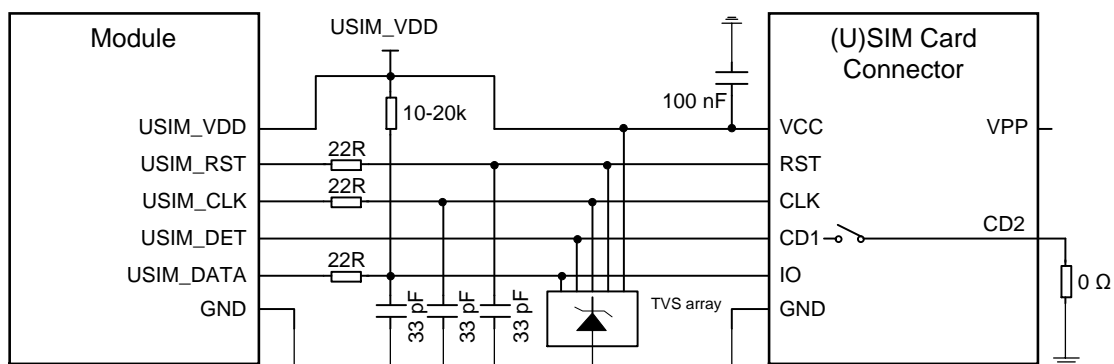 Module
USIM_VDD
(U)SIM Card
Connector
100 nF
10-20k
USIM_VDD
VCC
VPP
22R
USIM_RST
RST
22R
USIM_CLK
CLK
USIM_DET
CD1
CD2
22R
USIM_DATA
IO
0 Ω
GND
33 pF
33 pF
33 pF
TVS array
GND